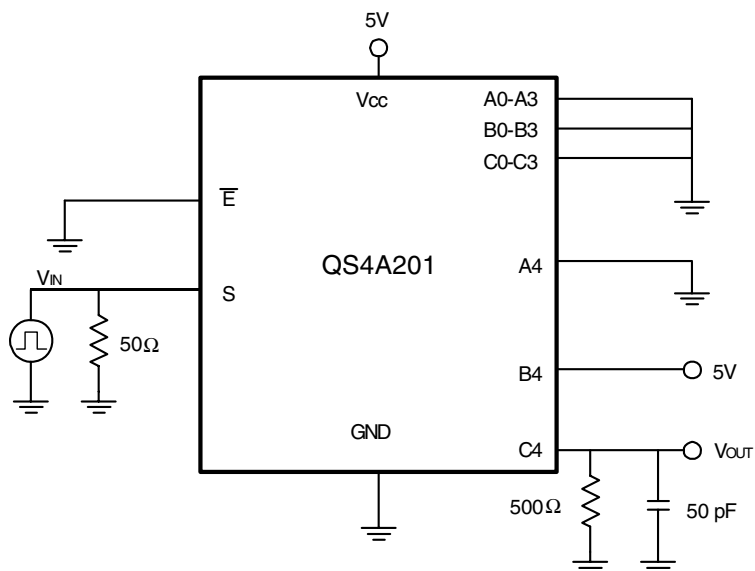 5V
Vcc
A0-A3
B0-B3
C0-C3
E
QS4A201
A4
VIN
S
50Ω
B4
5V
GND
C4
VOUT
500Ω
50 pF